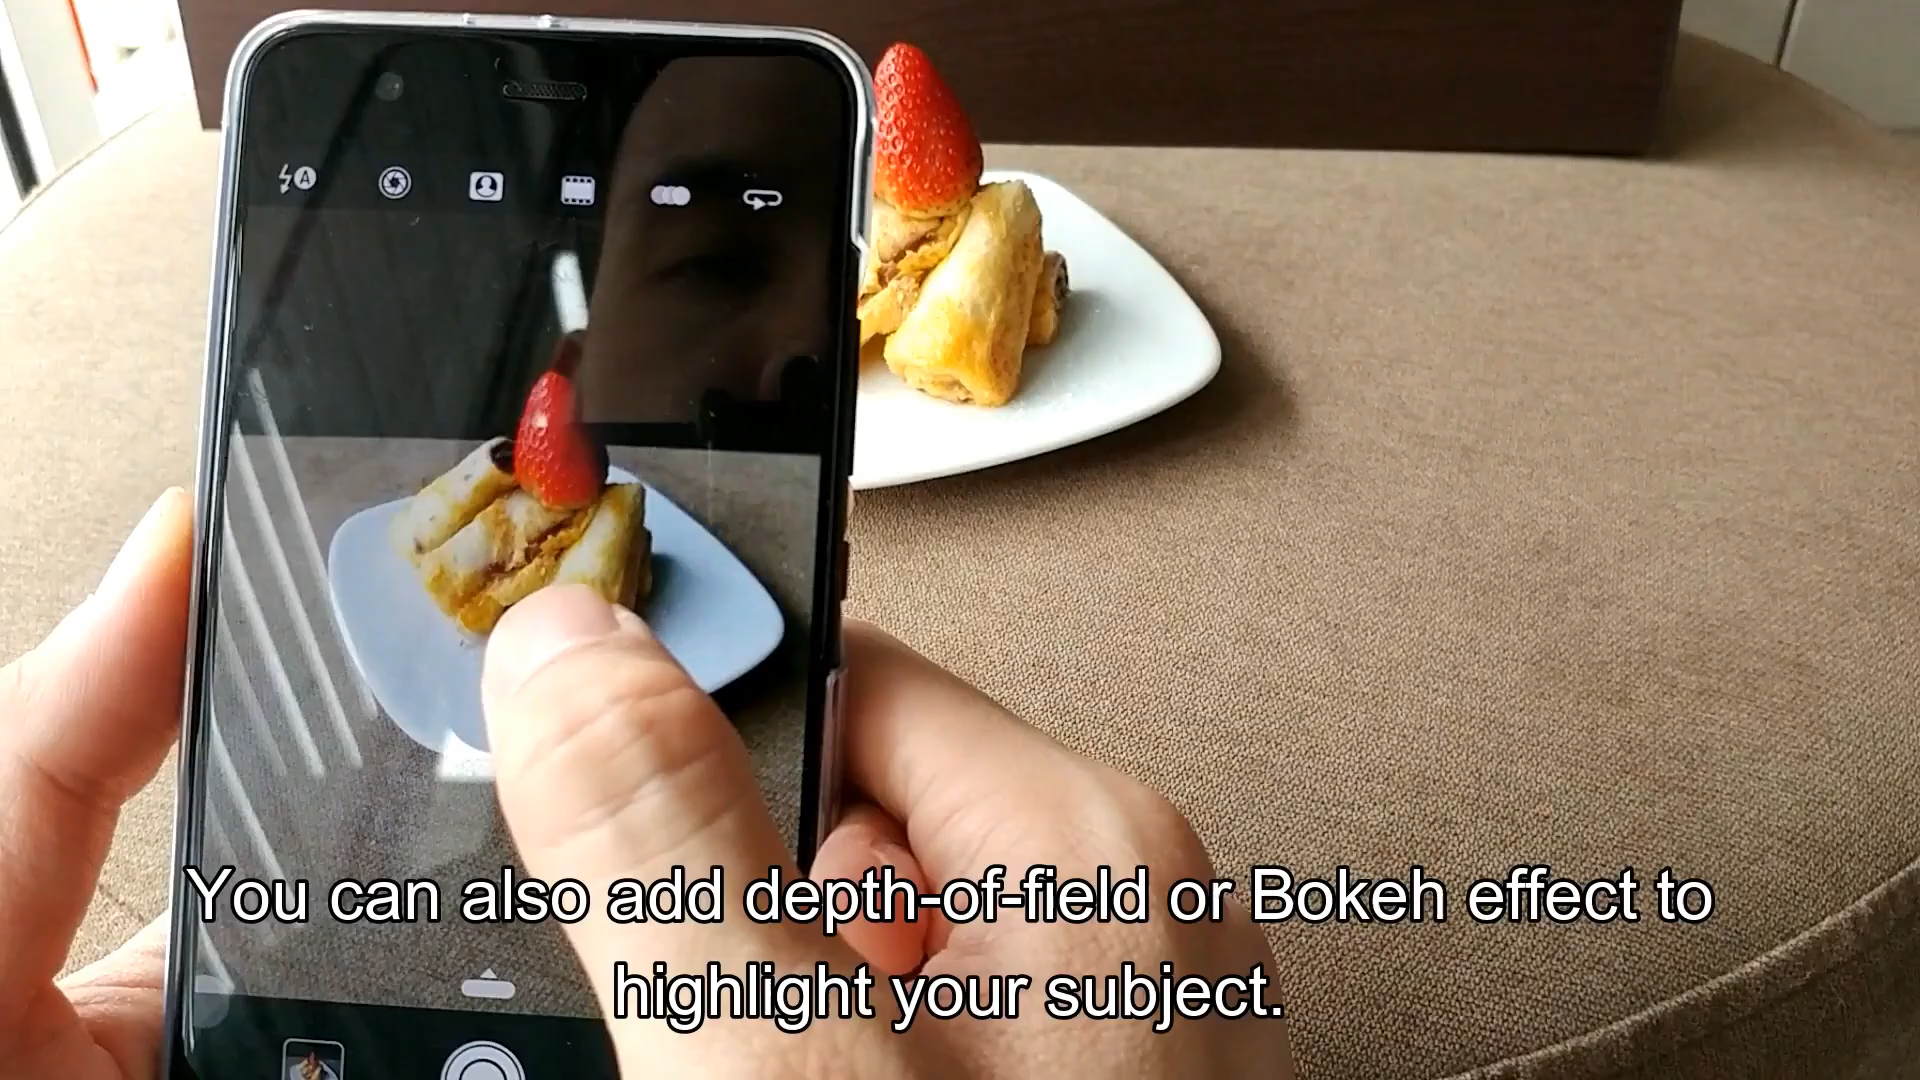 A
You can also add depth-of-field or Bokeh effect to
highlight your subject.